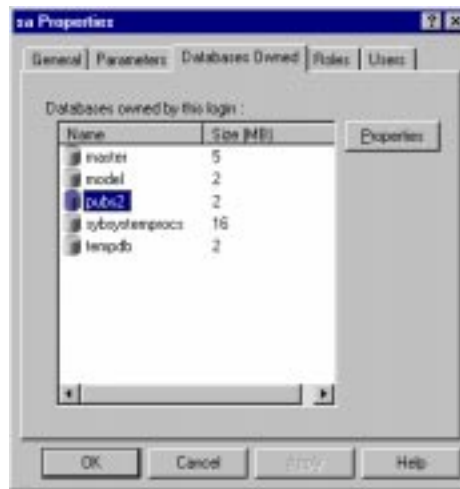 sa Properties
General Parameters Databases Owned Roles Users
Databases owned by this login :
Name Size (MB)
Properties
master 5
model 2
pubs2 2
sybsystemprocs 16
tempdb 2
OK Cancel Apply Help